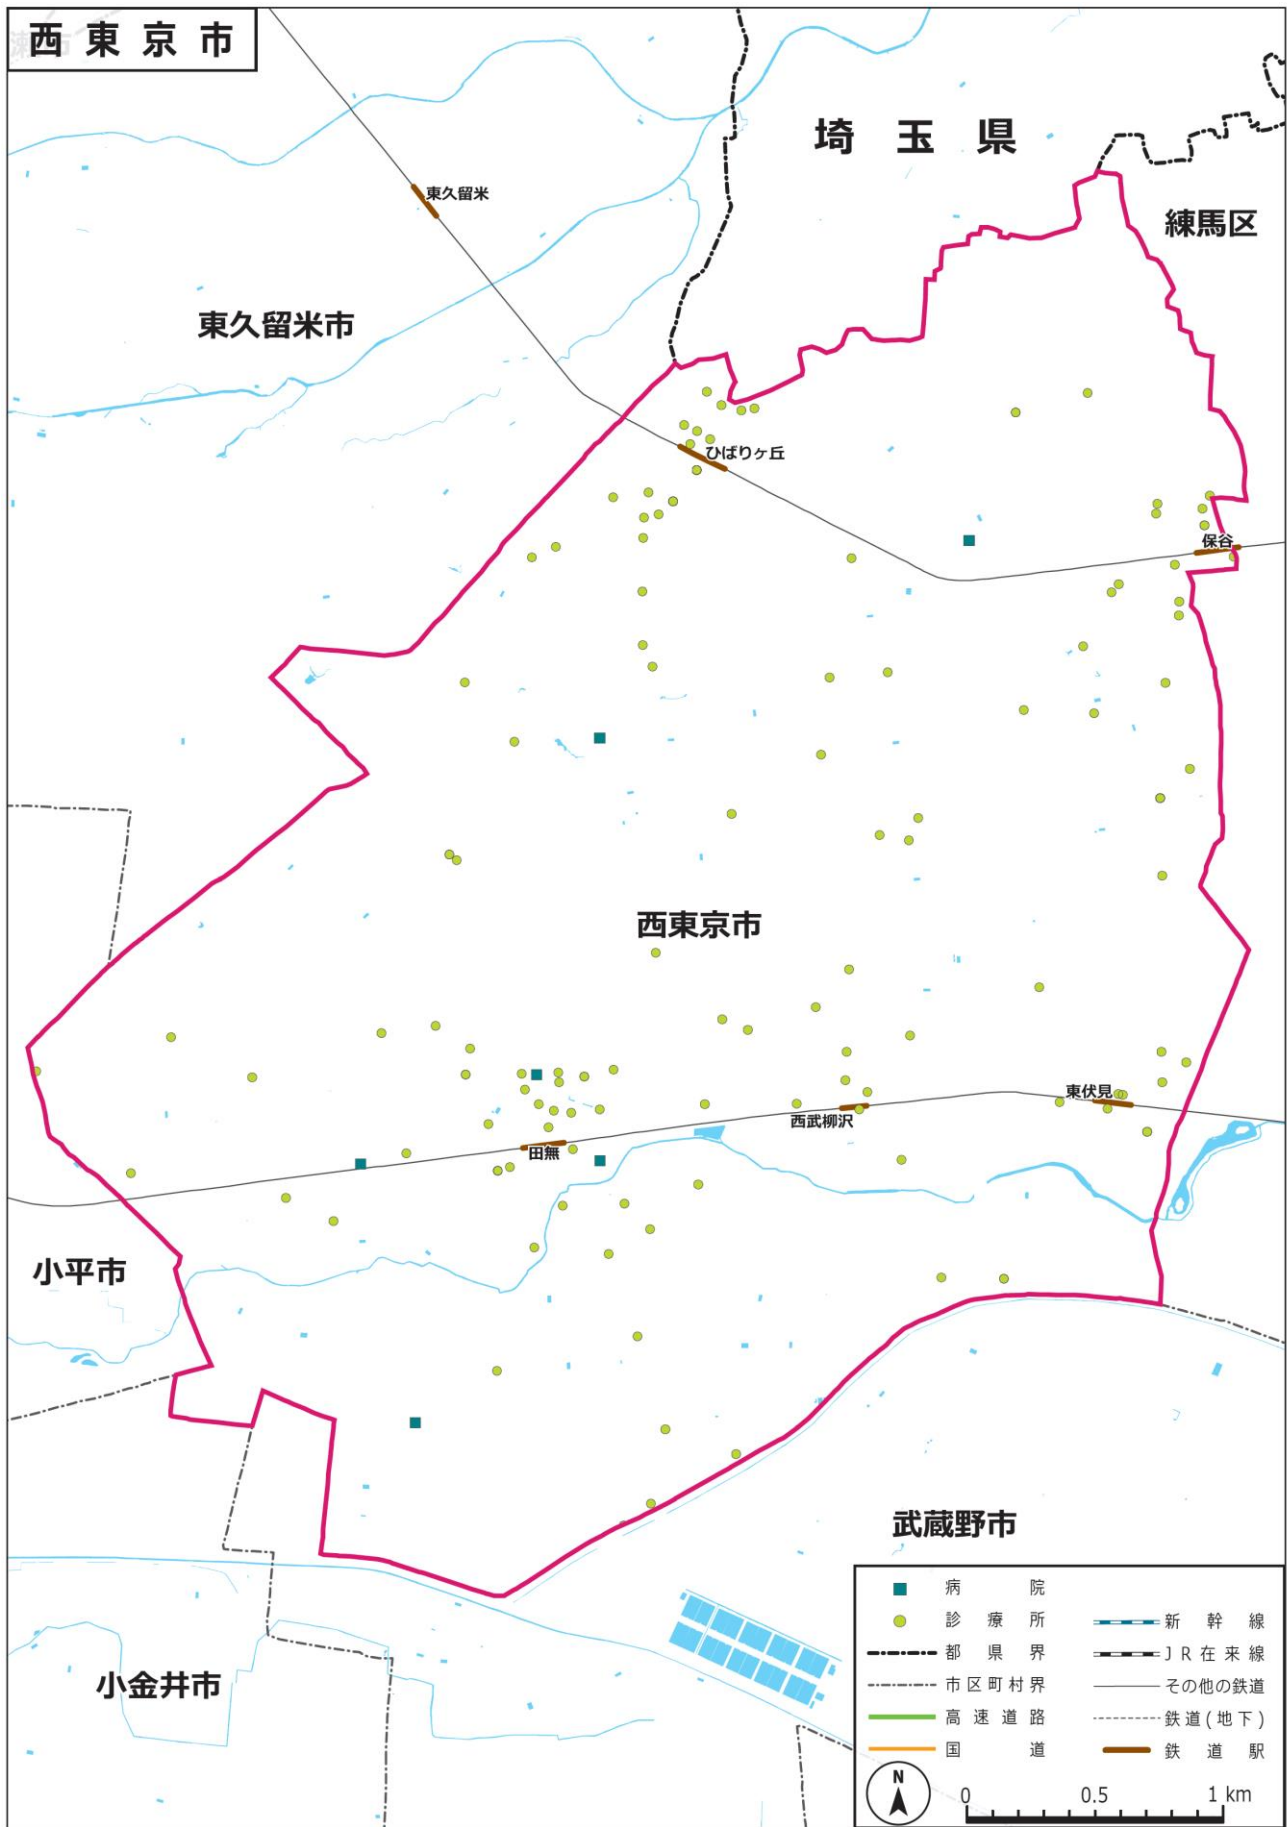 西東京市
埼玉県
練馬区
東久留米
東久留米市
ひばりヶ丘
保谷
西東京市
東伏見
西武柳沢
田無
小平市
武蔵野市
小金井市
病院
診療所
都県界
市区町村界
高速道路
国道
新幹線
JR在来線
その他の鉄道
鉄道(地下)
鉄道駅
N
0 0.5 1 km